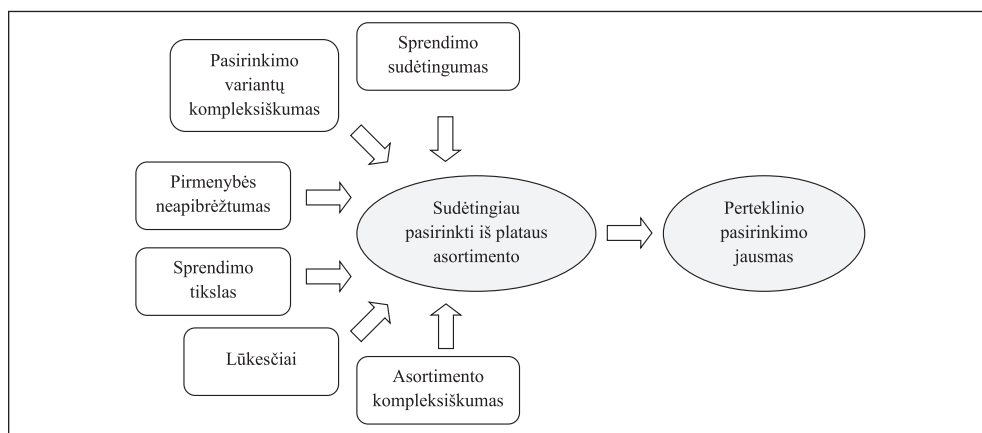 Sprendimo
sudėtingumas
Pasirinkimo
variantų
kompleksiškumas
Pirmenybės
neapibrėžtumas
Sprendimo
tikslas
Lūkesčiai
Asortimento
kompleksiškumas
Sudėtingiau
pasirinkti iš plataus
asortimento
Perteklinio
pasirinkimo
jausmas